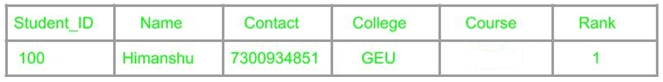 Student_ID Name Contact College Course Rank
100 Himanshu 7300934851 GEU 1